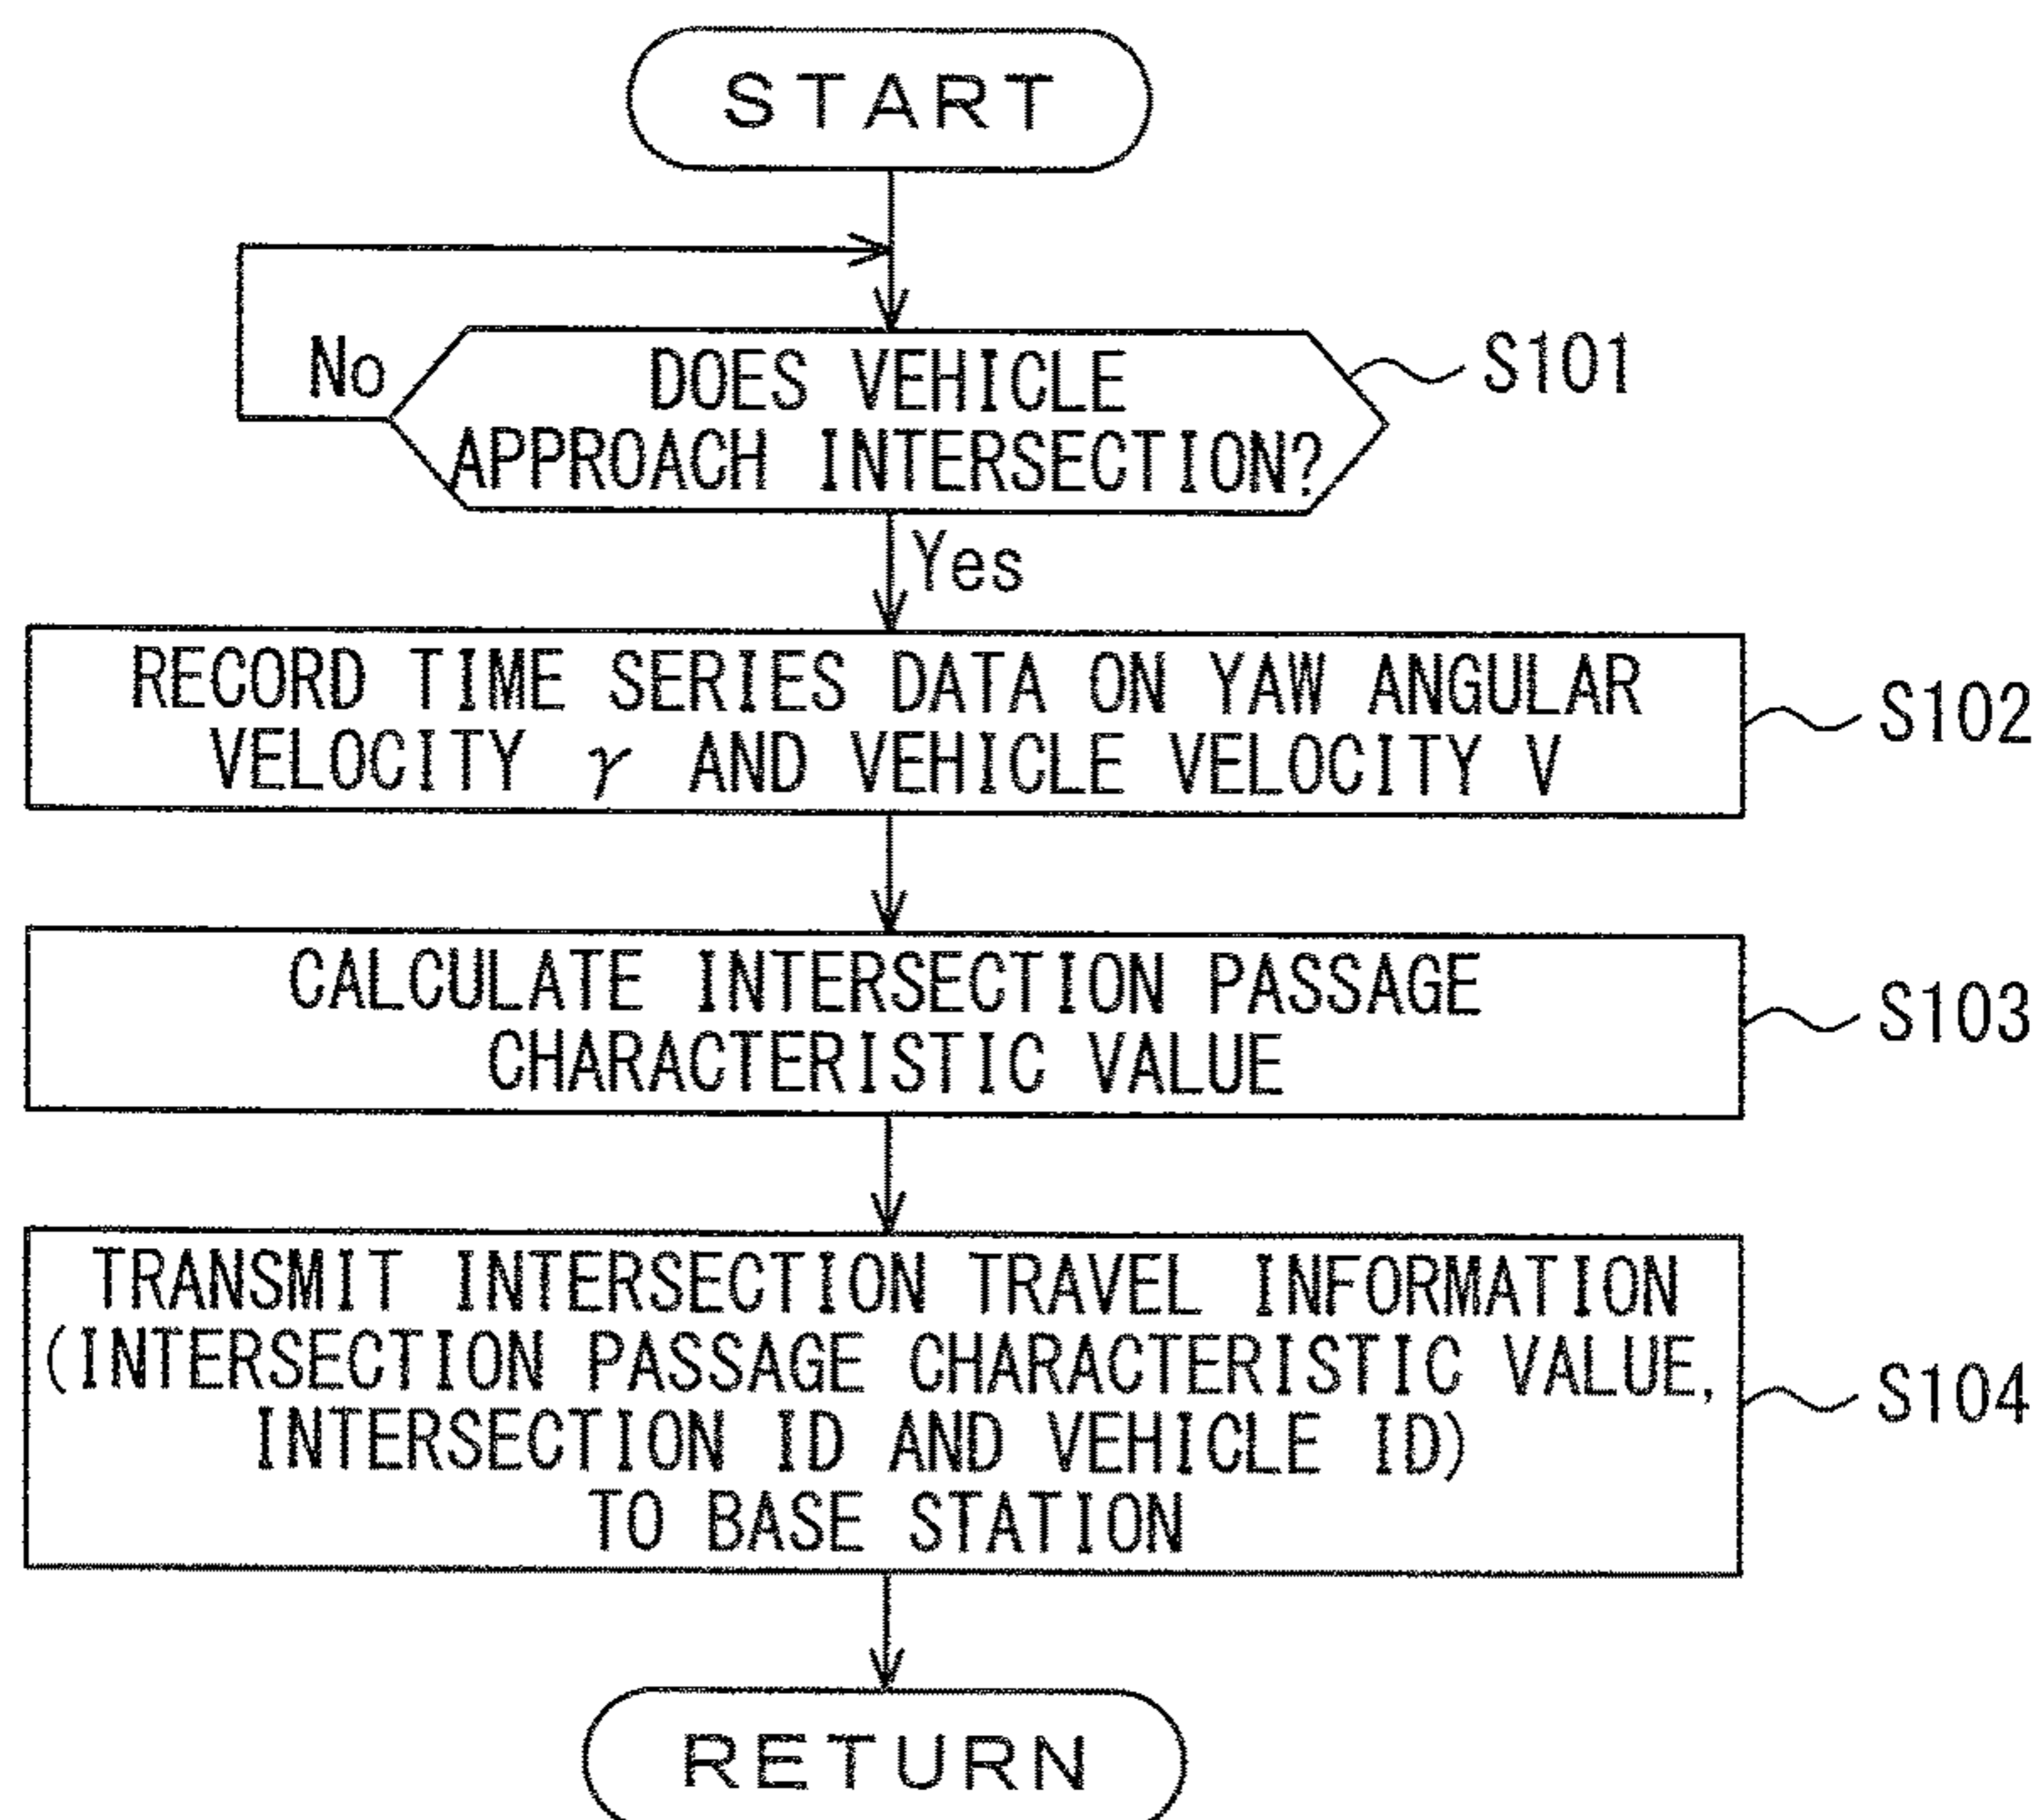 START
No
DOES VEHICLE
APPROACH INTERSECTION?
S101
Yes
RECORD TIME SERIES DATA ON YAW ANGULAR
VELOCITY γ AND VEHICLE VELOCITY V
S102
CALCULATE INTERSECTION PASSAGE
CHARACTERISTIC VALUE
S103
TRANSMIT INTERSECTION TRAVEL INFORMATION
(INTERSECTION PASSAGE CHARACTERISTIC VALUE,
INTERSECTION ID AND VEHICLE ID)
TO BASE STATION
S104
RETURN